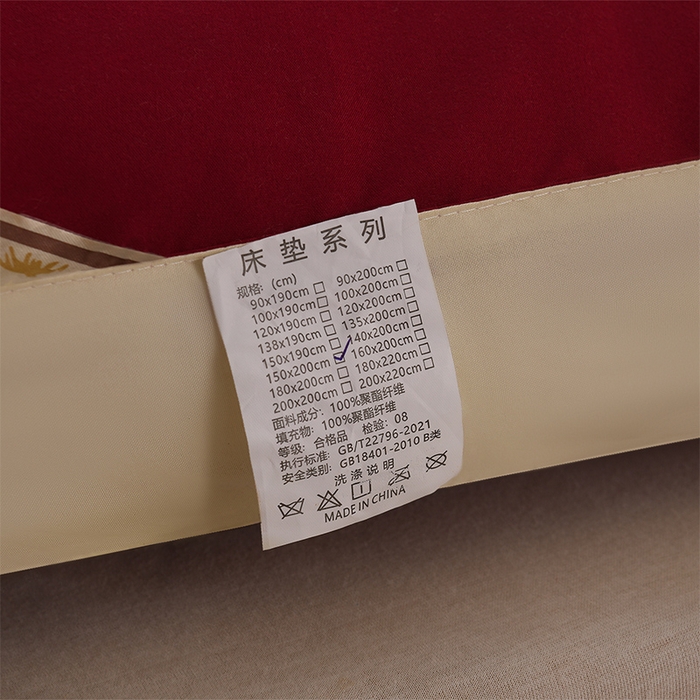 床垫系列
规格: (cm)
90x190cm□ 90x200cm□
100x190cm□ 100x200cm□
120x190cm□ 120x200cm□
138x190cm□ 135x200cm□
150x190cm□ 140x200cm□
150x200cm☑ 160x200cm□
180x200cm□ 180x220cm□
200x200cm□ 200x220cm□
面料成分: 100%聚酯纤维
填充物: 100%聚酯纤维
等级: 合格品 检验: 08
执行标准: GB/T22796-2021
安全类别: GB18401-2010 B类
洗涤说明
MADE IN CHINA